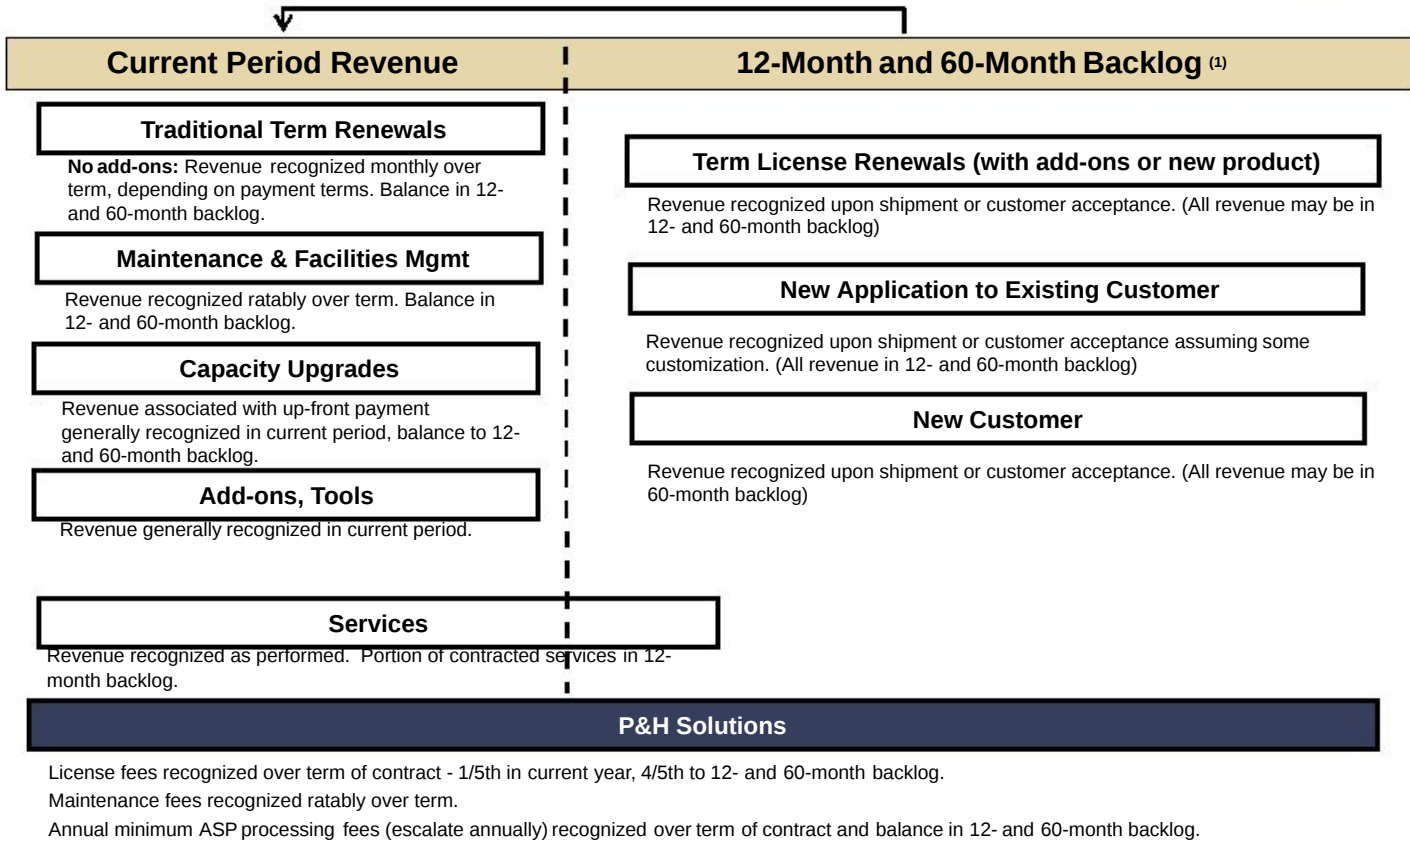 Current Period Revenue
12-Month and 60-Month Backlog (1)
Traditional Term Renewals
No add-ons: Revenue recognized monthly over
term, depending on payment terms. Balance in 12-
and 60-month backlog.
Maintenance & Facilities Mgmt
Revenue recognized ratably over term. Balance in
12- and 60-month backlog.
Capacity Upgrades
Revenue associated with up-front payment
generally recognized in current period, balance to 12-
and 60-month backlog.
Add-ons, Tools
Revenue generally recognized in current period.
Term License Renewals (with add-ons or new product)
Revenue recognized upon shipment or customer acceptance. (All revenue may be in
12- and 60-month backlog)
New Application to Existing Customer
Revenue recognized upon shipment or customer acceptance assuming some
customization. (All revenue in 12- and 60-month backlog)
New Customer
Revenue recognized upon shipment or customer acceptance. (All revenue may be in
60-month backlog)
Services
Revenue recognized as performed. Portion of contracted services in 12-
month backlog.
P&H Solutions
License fees recognized over term of contract - 1/5th in current year, 4/5th to 12- and 60-month backlog.
Maintenance fees recognized ratably over term.
Annual minimum ASP processing fees (escalate annually) recognized over term of contract and balance in 12- and 60-month backlog.